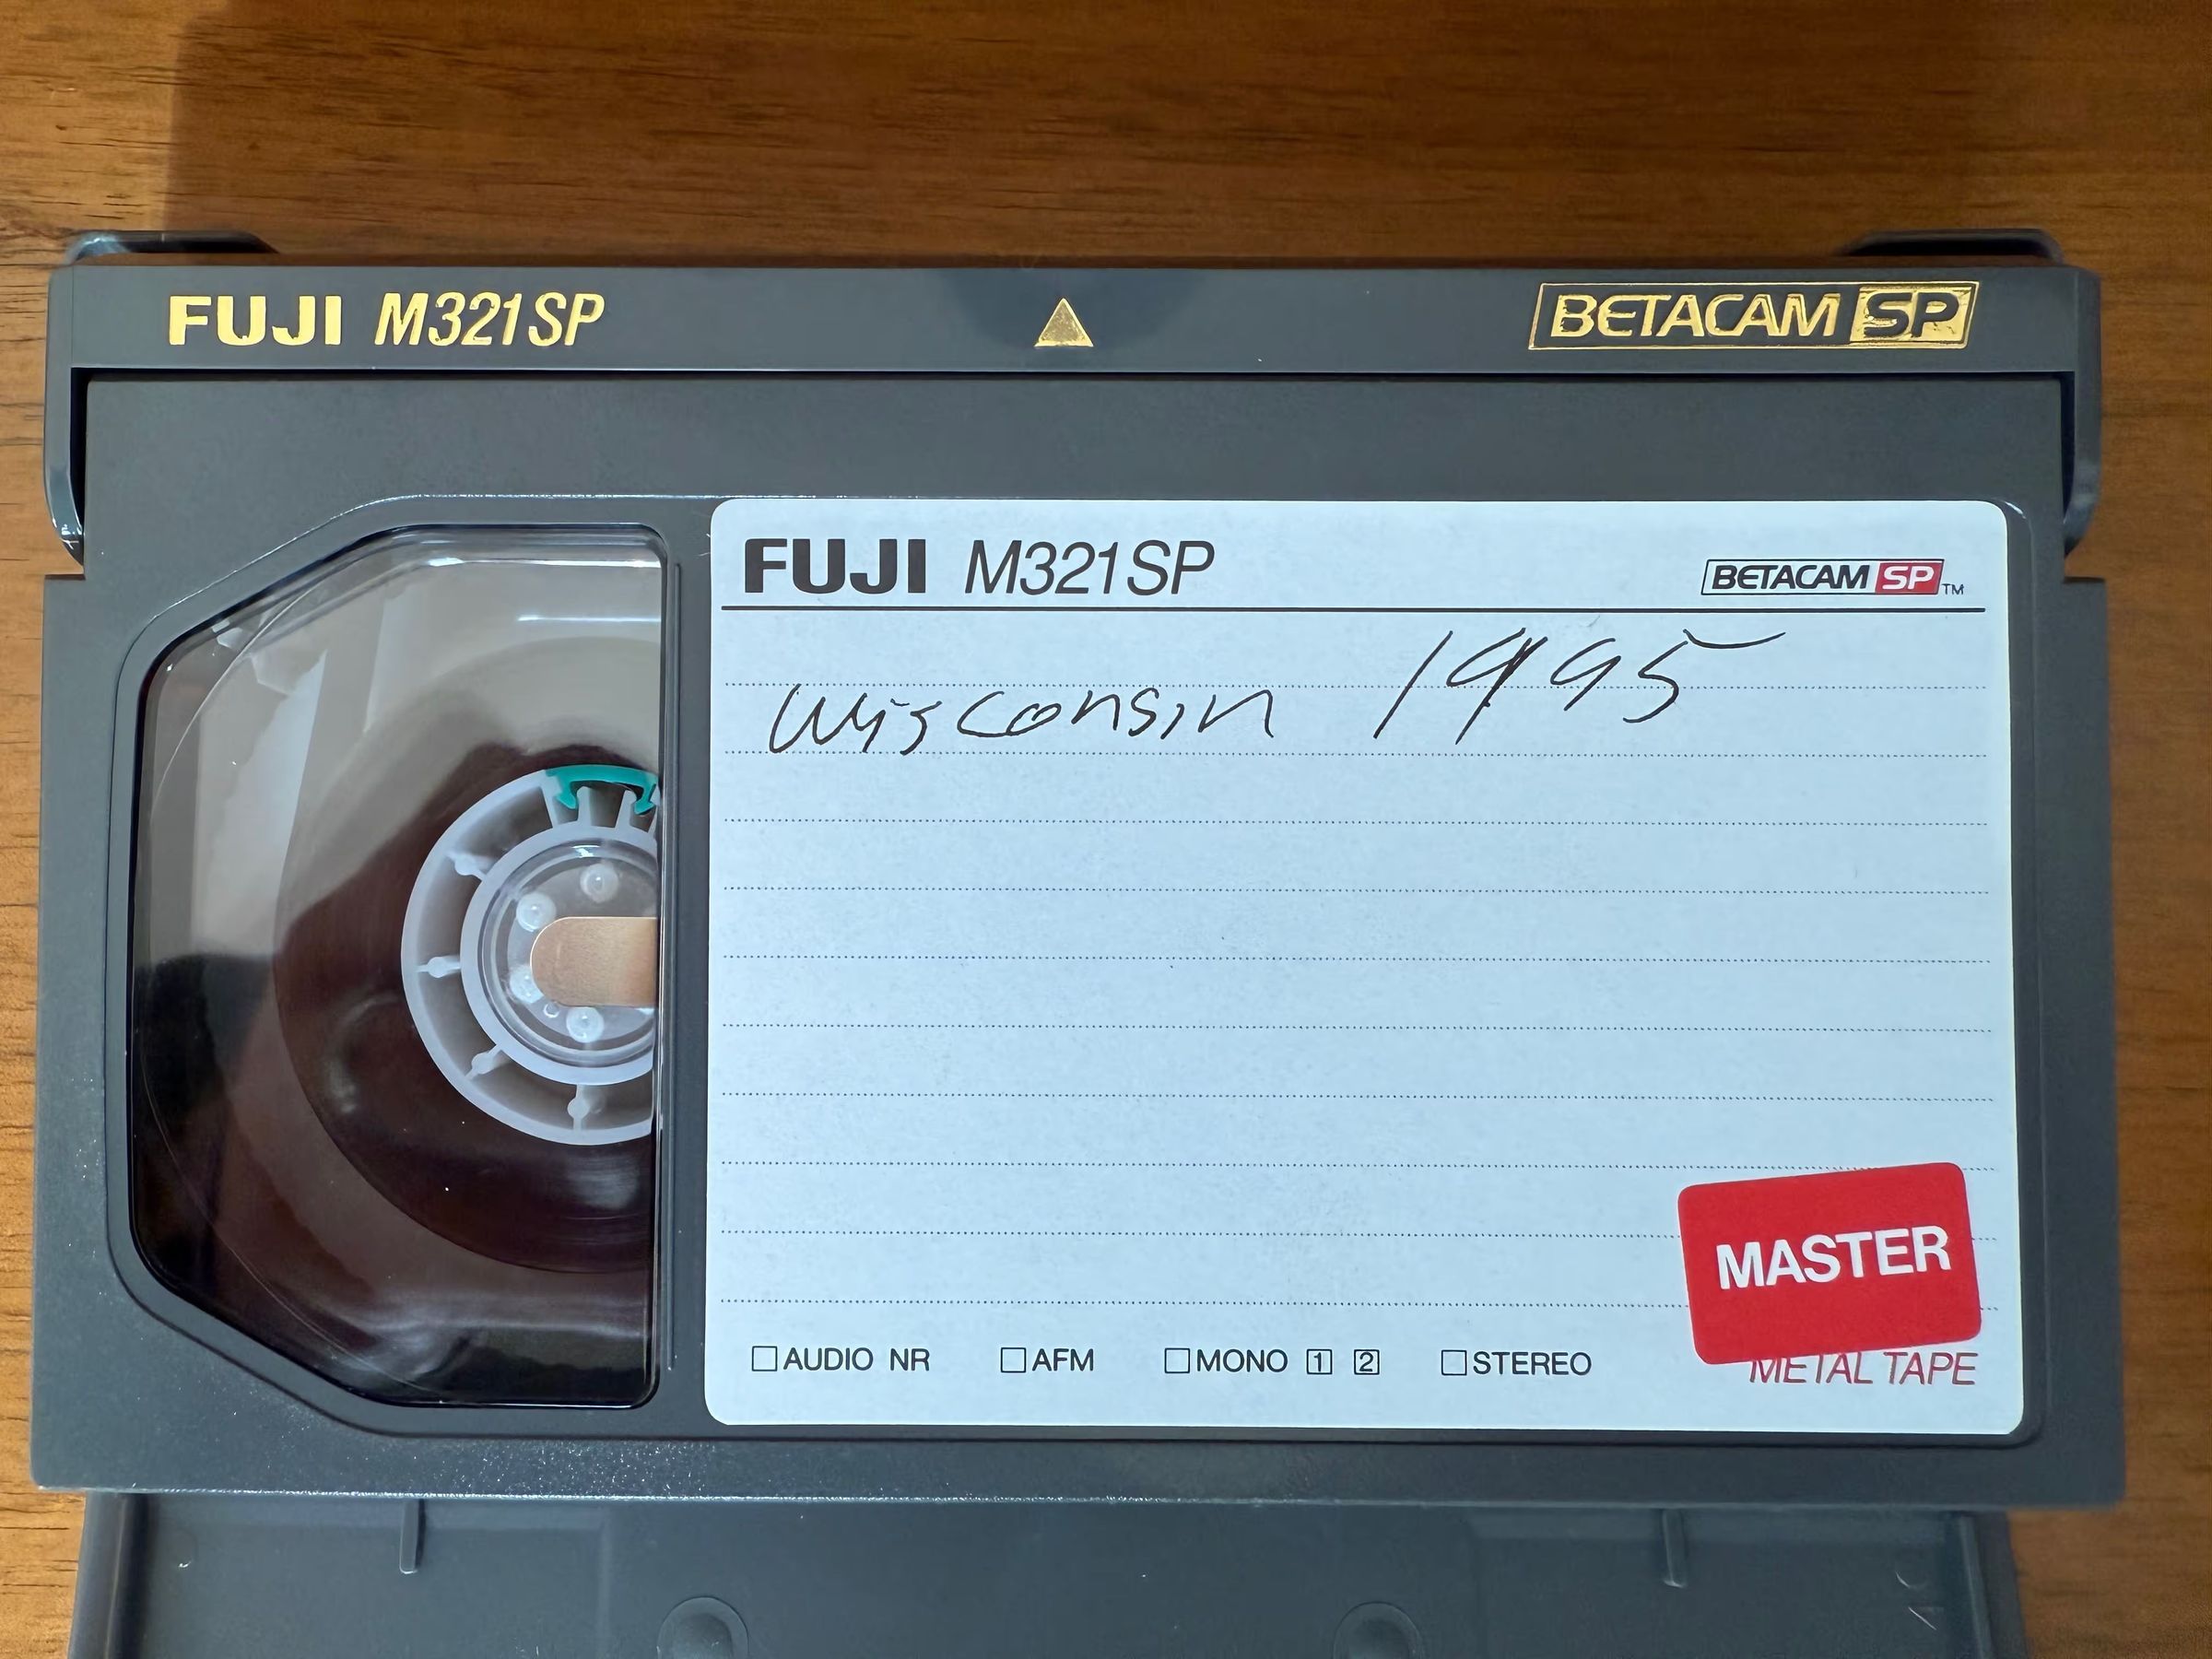 FUJI M321SP BETACAM SP
FUJI M321SP BETACAM SP™
Wisconsin 1995
MASTER
AUDIO NR AFM MONO 1 2 STEREO METAL TAPE